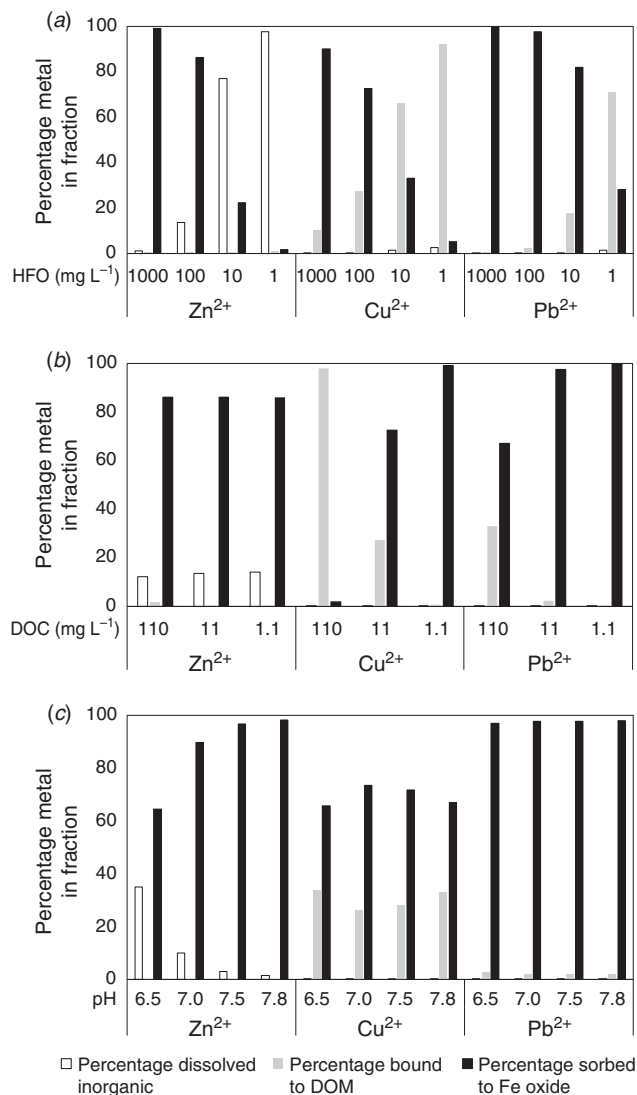 (a)
100
80
60
40
20
0
Percentage metal
in fraction
HFO (mg L⁻¹) 1000 100 10 1 1000 100 10 1 1000 100 10 1
Zn²⁺ Cu²⁺ Pb²⁺
(b)
100
80
60
40
20
0
Percentage metal
in fraction
DOC (mg L⁻¹) 110 11 1.1 110 11 1.1 110 11 1.1
Zn²⁺ Cu²⁺ Pb²⁺
(c)
100
80
60
40
20
0
Percentage metal
in fraction
pH 6.5 7.0 7.5 7.8 6.5 7.0 7.5 7.8 6.5 7.0 7.5 7.8
Zn²⁺ Cu²⁺ Pb²⁺
Percentage dissolved
inorganic
Percentage bound
to DOM
Percentage sorbed
to Fe oxide